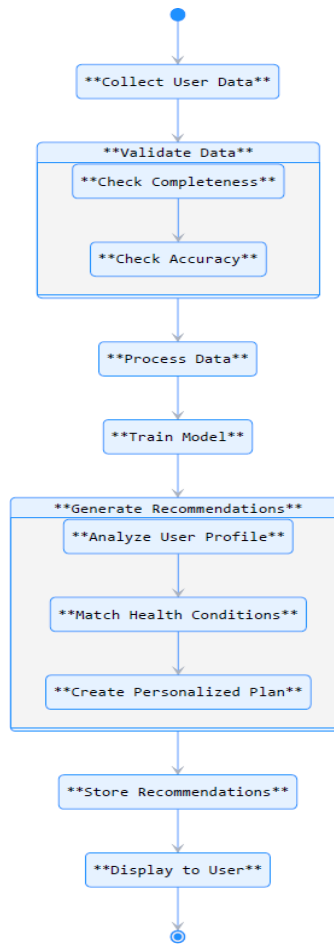 **Collect User Data**
**Validate Data**
**Check Completeness**
**Check Accuracy**
**Process Data**
**Train Model**
**Generate Recommendations**
**Analyze User Profile**
**Match Health Conditions**
**Create Personalized Plan**
**Store Recommendations**
**Display to User**